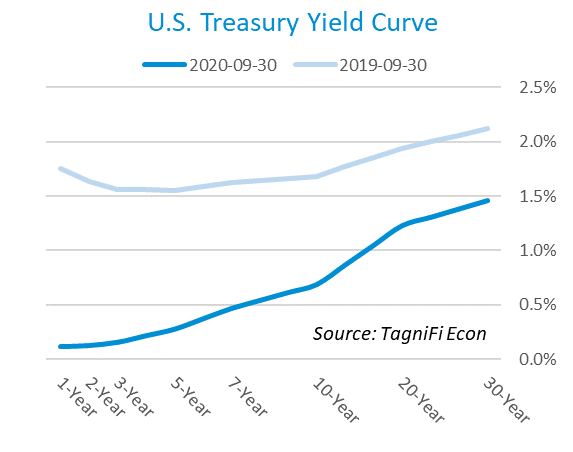 U.S. Treasury Yield Curve
2020-09-30 2019-09-30
2.5%
2.0%
1.5%
1.0%
0.5%
Source: TagniFi Econ
0.0%
1-Year 2-Year 3-Year 5-Year 7-Year 10-Year 20-Year 30-Year